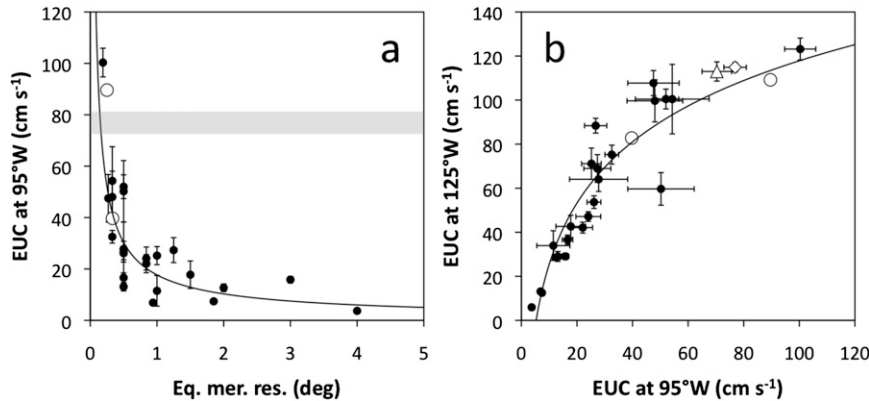 a
EUC at 95°W (cm s⁻¹)
120
100
80
60
40
20
0
0 1 2 3 4 5
Eq. mer. res. (deg)
b
EUC at 125°W (cm s⁻¹)
140
120
100
80
60
40
20
0
0 20 40 60 80 100 120
EUC at 95°W (cm s⁻¹)